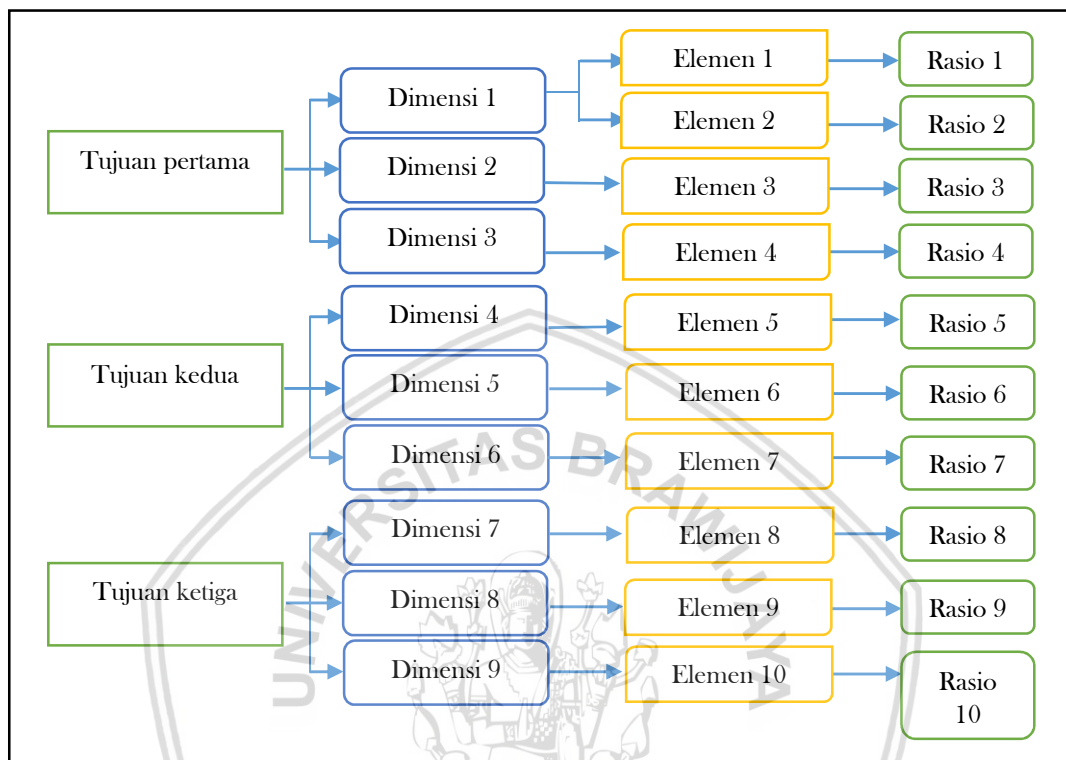 Elemen 1
Rasio 1
Dimensi 1
Elemen 2
Rasio 2
Tujuan pertama
Dimensi 2
Elemen 3
Rasio 3
Dimensi 3
Elemen 4
Rasio 4
Dimensi 4
Elemen 5
Rasio 5
Tujuan kedua
Dimensi 5
Elemen 6
Rasio 6
Dimensi 6
Elemen 7
Rasio 7
Dimensi 7
Elemen 8
Rasio 8
Tujuan ketiga
Dimensi 8
Elemen 9
Rasio 9
Dimensi 9
Elemen 10
Rasio
10
UNIVERSITAS BRAWIJAYA